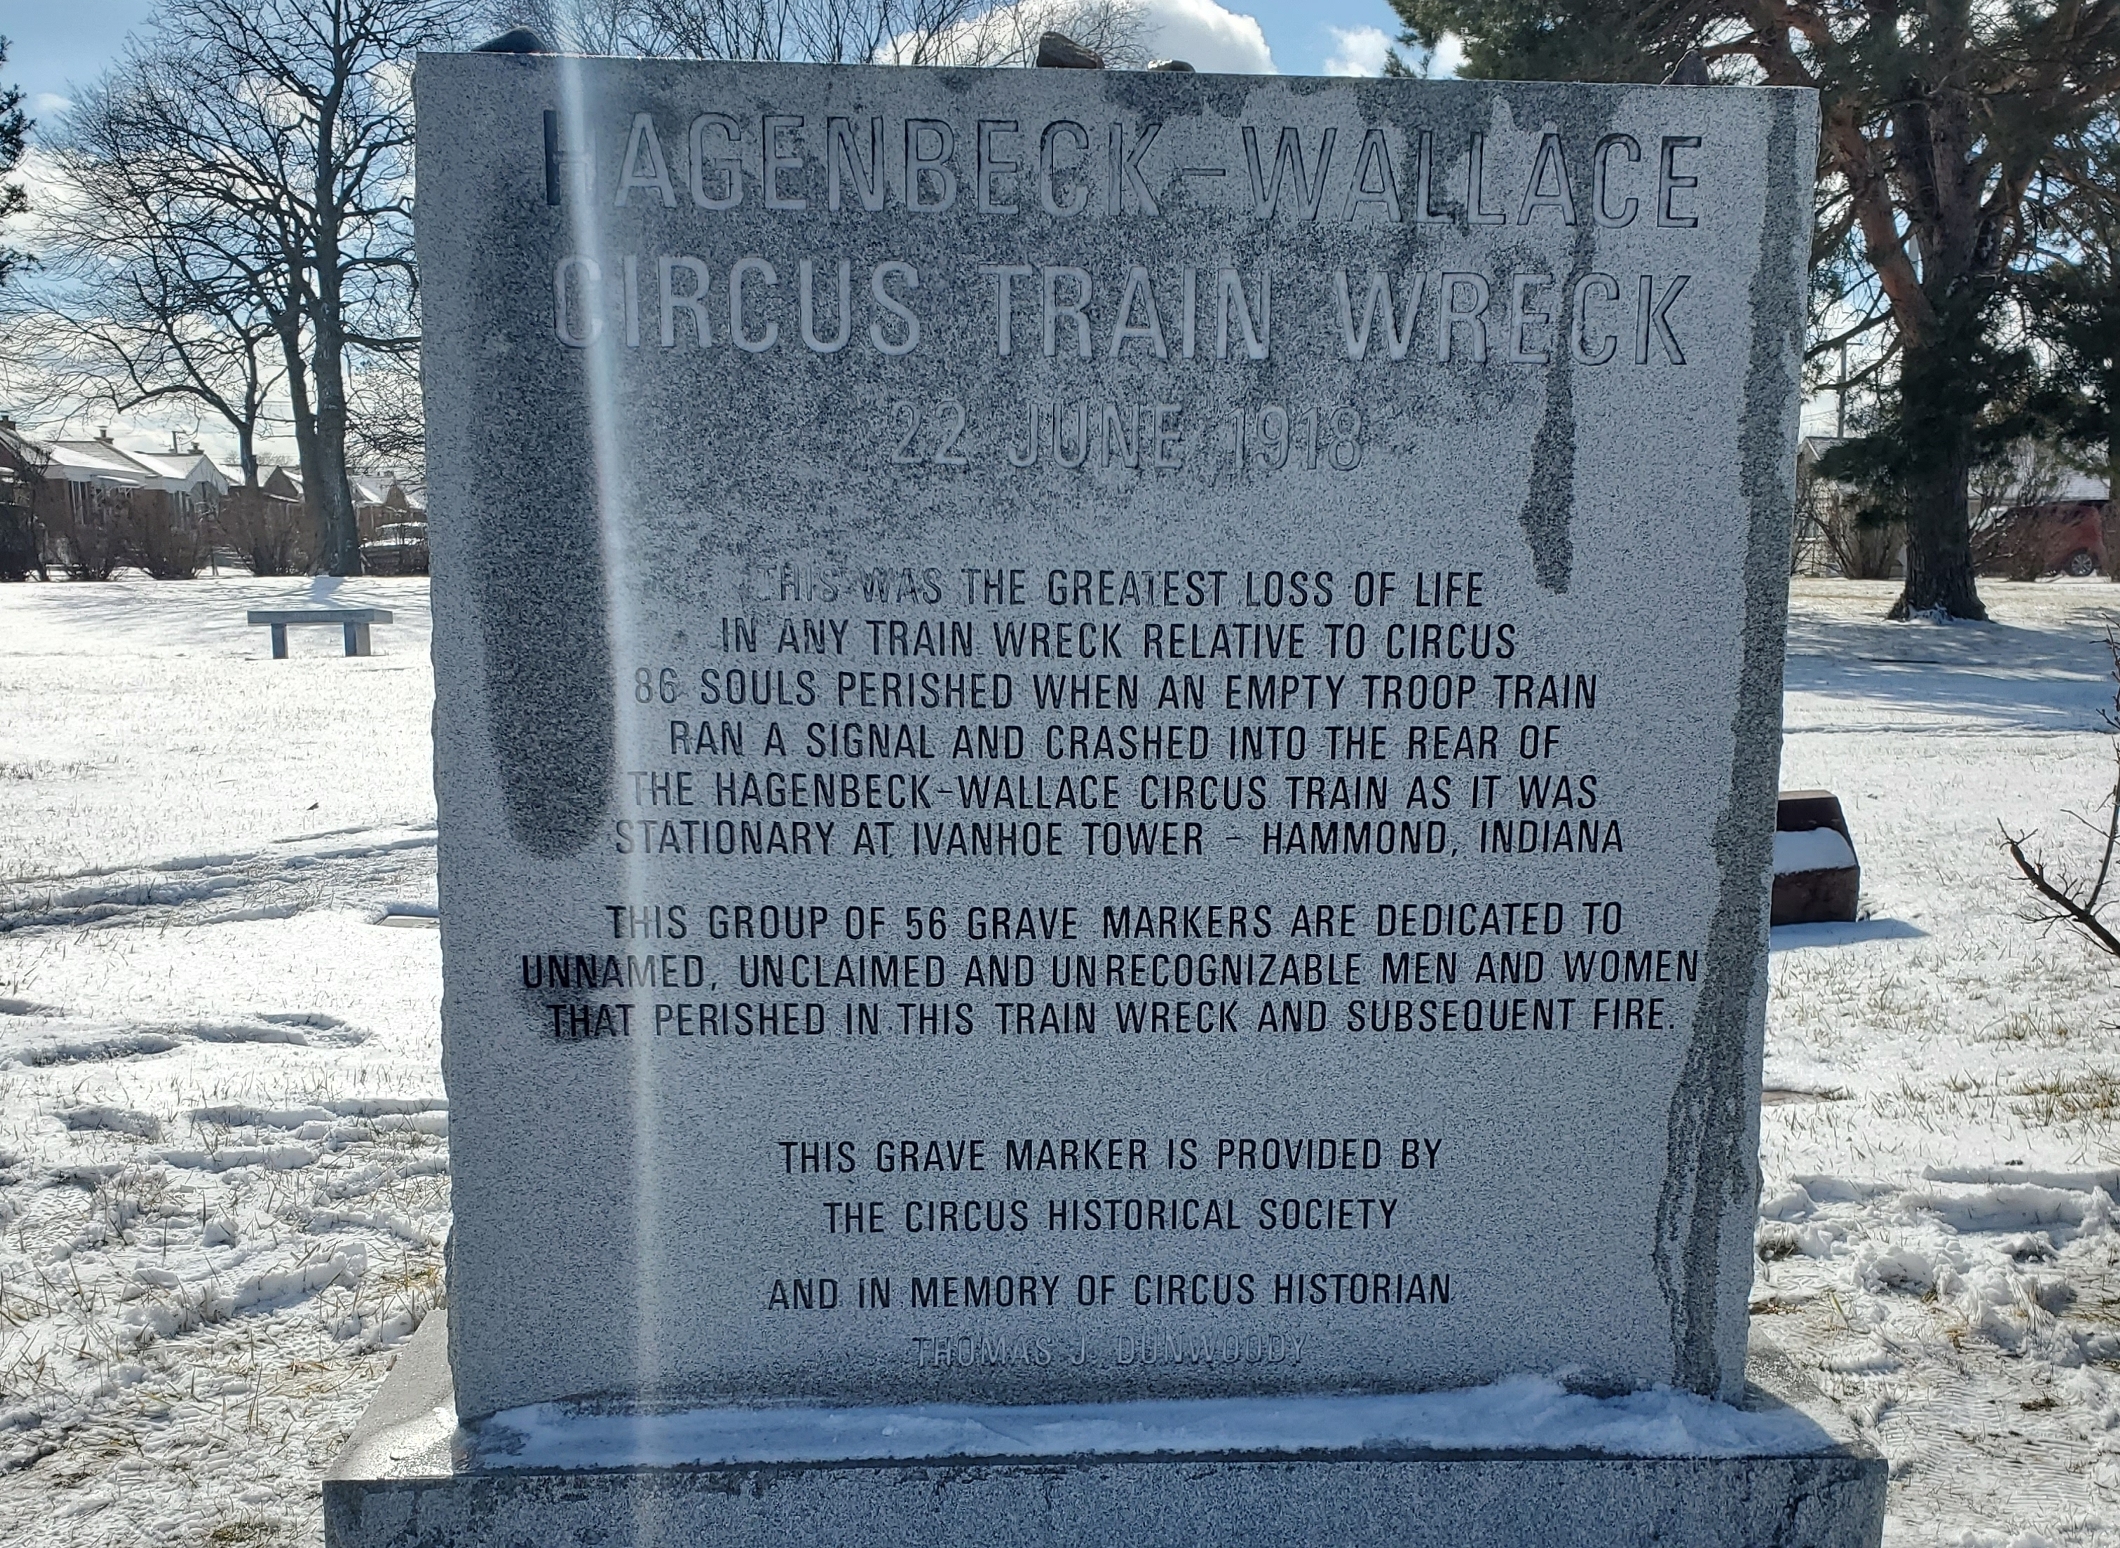 HAGENBECK-WALLACE
CIRCUS TRAIN WRECK
22 JUNE 1918
THIS WAS THE GREATEST LOSS OF LIFE
IN ANY TRAIN WRECK RELATIVE TO CIRCUS
86 SOULS PERISHED WHEN AN EMPTY TROOP TRAIN
RAN A SIGNAL AND CRASHED INTO THE REAR OF
THE HAGENBECK-WALLACE CIRCUS TRAIN AS IT WAS
STATIONARY AT IVANHOE TOWER - HAMMOND, INDIANA
THIS GROUP OF 56 GRAVE MARKERS ARE DEDICATED TO
UNNAMED, UNCLAIMED AND UNRECOGNIZABLE MEN AND WOMEN
THAT PERISHED IN THIS TRAIN WRECK AND SUBSEQUENT FIRE.
THIS GRAVE MARKER IS PROVIDED BY
THE CIRCUS HISTORICAL SOCIETY
AND IN MEMORY OF CIRCUS HISTORIAN
THOMAS J. DUNWOODY